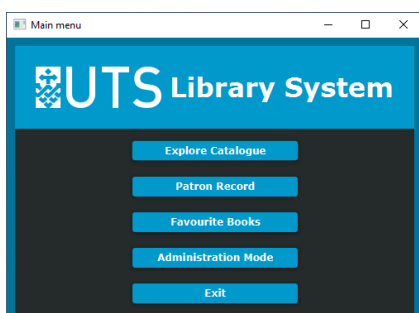 Main menu
UTS Library System
Explore Catalogue
Patron Record
Favourite Books
Administration Mode
Exit